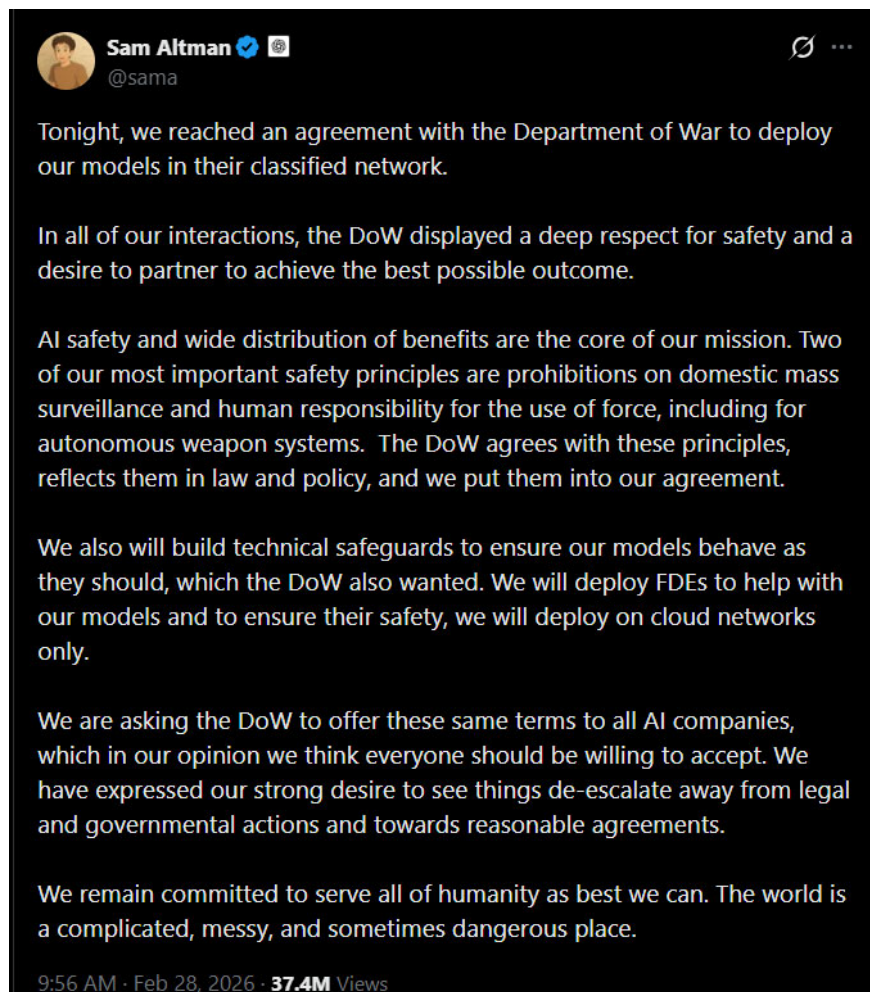 Sam Altman
@sama
Tonight, we reached an agreement with the Department of War to deploy
our models in their classified network.
In all of our interactions, the DoW displayed a deep respect for safety and a
desire to partner to achieve the best possible outcome.
AI safety and wide distribution of benefits are the core of our mission. Two
of our most important safety principles are prohibitions on domestic mass
surveillance and human responsibility for the use of force, including for
autonomous weapon systems.  The DoW agrees with these principles,
reflects them in law and policy, and we put them into our agreement.
We also will build technical safeguards to ensure our models behave as
they should, which the DoW also wanted. We will deploy FDEs to help with
our models and to ensure their safety, we will deploy on cloud networks
only.
We are asking the DoW to offer these same terms to all AI companies,
which in our opinion we think everyone should be willing to accept. We
have expressed our strong desire to see things de-escalate away from legal
and governmental actions and towards reasonable agreements.
We remain committed to serve all of humanity as best we can. The world is
a complicated, messy, and sometimes dangerous place.
9:56 AM · Feb 28, 2026 · 37.4M Views